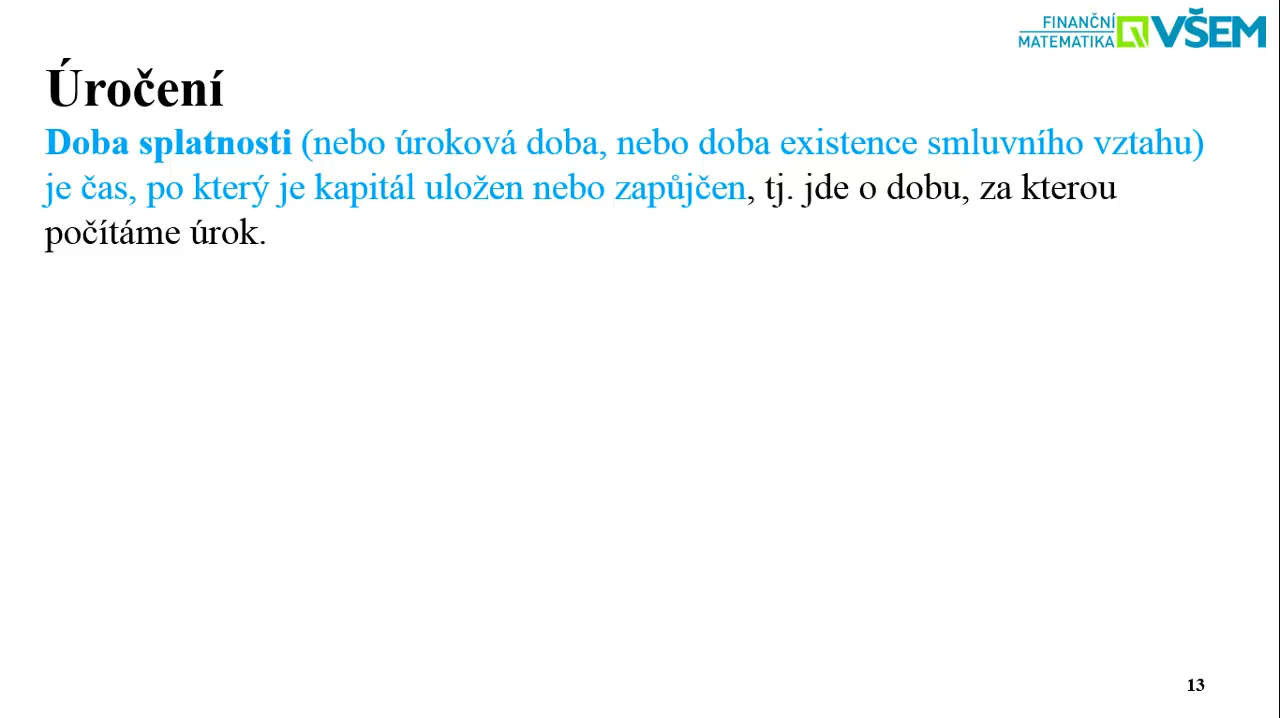 FINANČNÍ
MATEMATIKA VŠEM
Úročení
Doba splatnosti (nebo úroková doba, nebo doba existence smluvního vztahu)
je čas, po který je kapitál uložen nebo zapůjčen, tj. jde o dobu, za kterou
počítáme úrok.
13